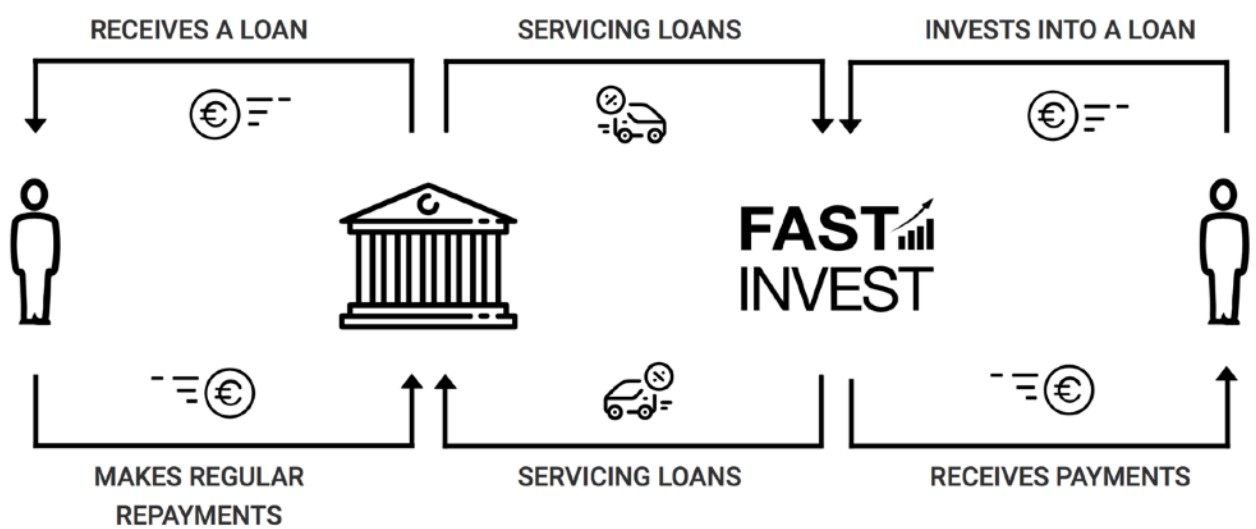 RECEIVES A LOAN
SERVICING LOANS
INVESTS INTO A LOAN
€
%
€
FAST
INVEST
€
%
€
MAKES REGULAR
REPAYMENTS
SERVICING LOANS
RECEIVES PAYMENTS